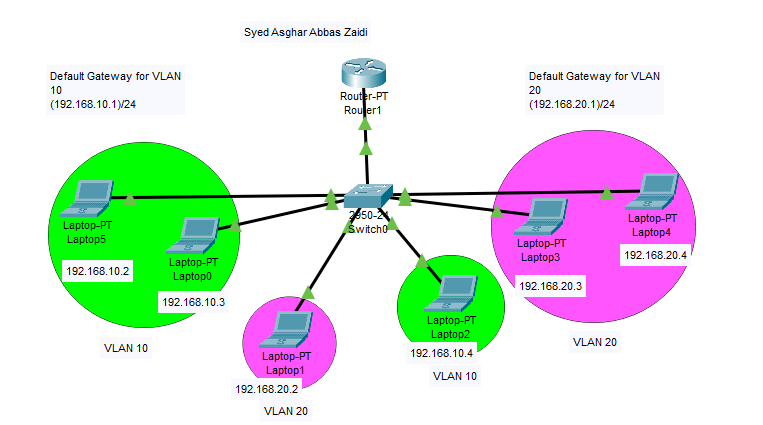 Syed Asghar Abbas Zaidi
Default Gateway for VLAN
10
(192.168.10.1)/24
Default Gateway for VLAN
20
(192.168.20.1)/24
Router-PT
Router1
2950-24
Switch0
Laptop-PT
Laptop5
192.168.10.2
Laptop-PT
Laptop0
192.168.10.3
VLAN 10
Laptop-PT
Laptop1
192.168.20.2
VLAN 20
Laptop-PT
Laptop2
192.168.10.4
VLAN 10
Laptop-PT
Laptop3
192.168.20.3
Laptop-PT
Laptop4
192.168.20.4
VLAN 20